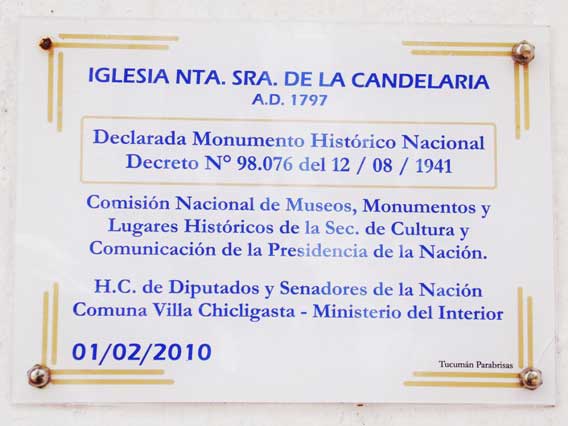 IGLESIA NTA. SRA. DE LA CANDELARIA
A.D. 1797
Declarada Monumento Histórico Nacional
Decreto N° 98.076 del 12 / 08 / 1941
Comisión Nacional de Museos, Monumentos y
Lugares Históricos de la Sec. de Cultura y
Comunicación de la Presidencia de la Nación.
H.C. de Diputados y Senadores de la Nación
Comuna Villa Chicligasta - Ministerio del Interior
01/02/2010
Tucumán Parabrisas